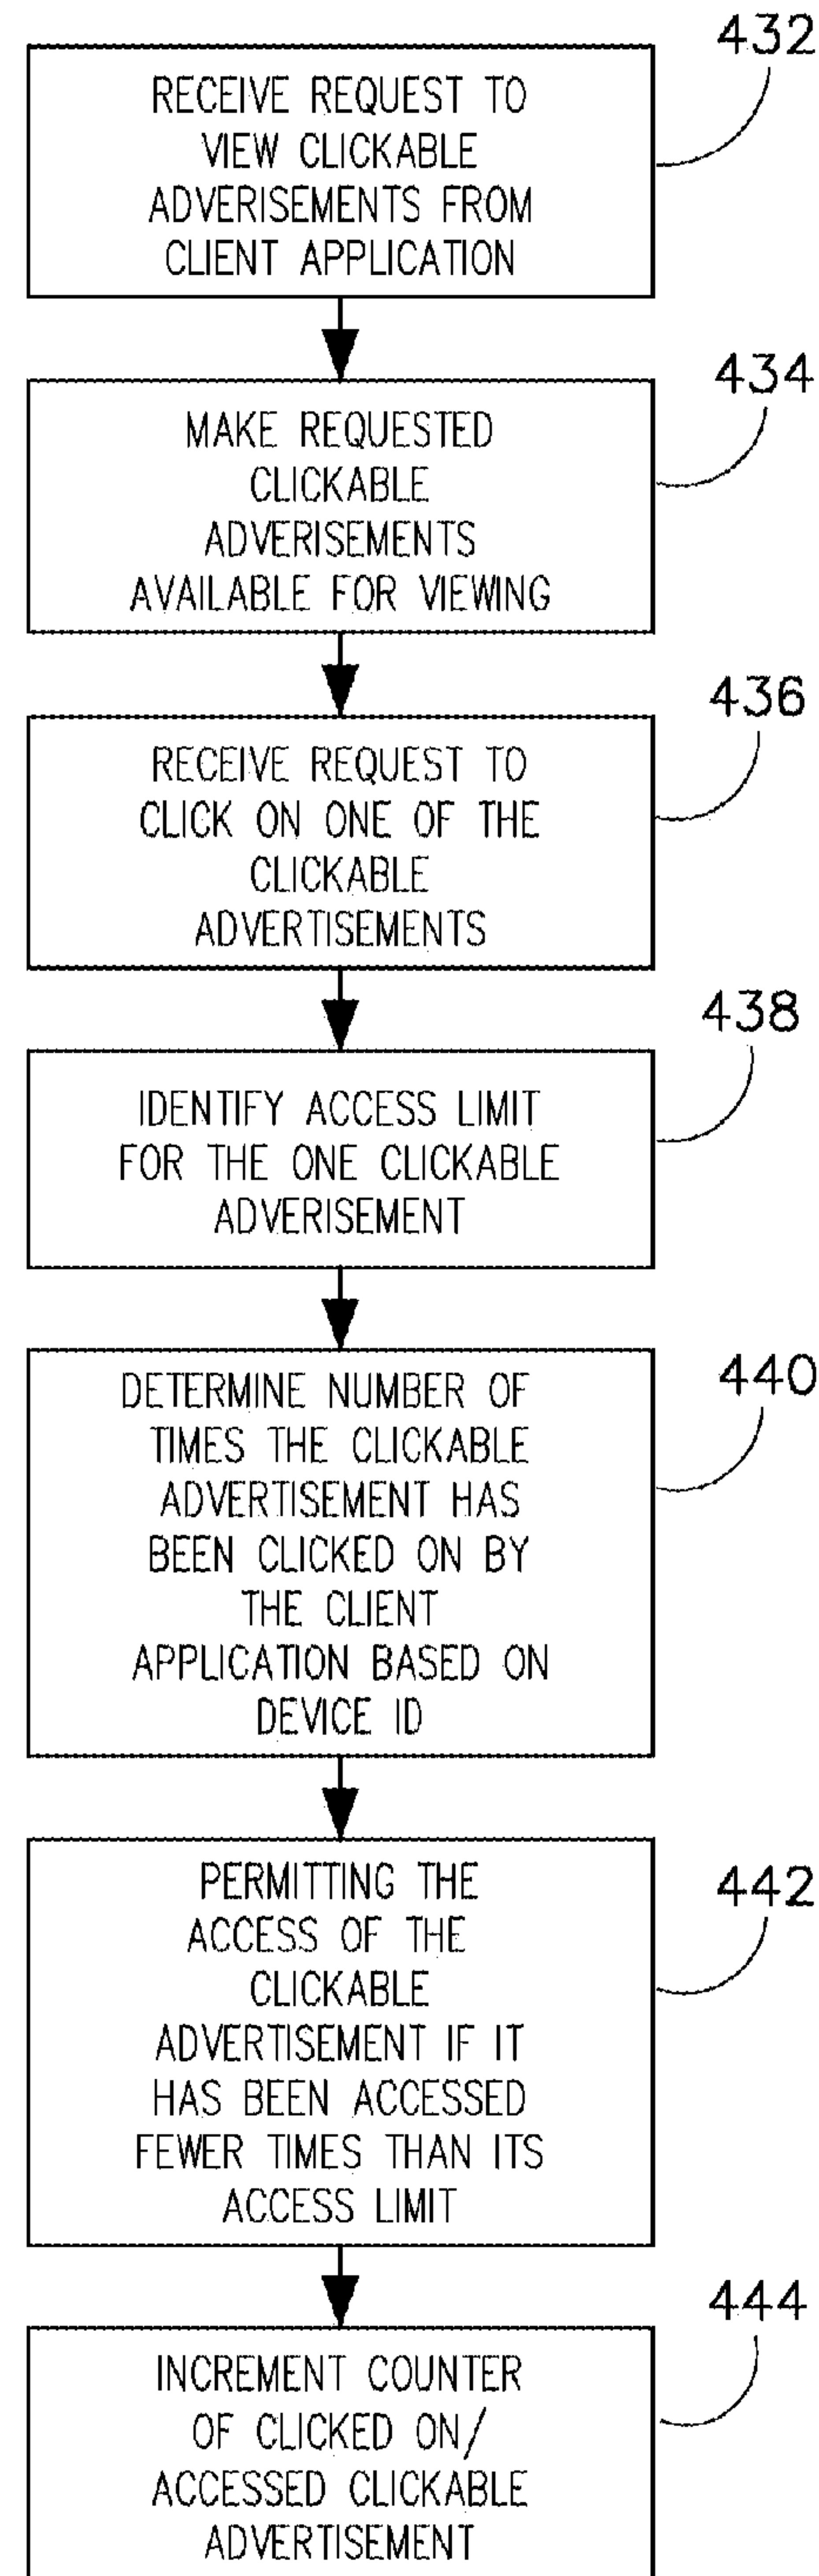 432
RECEIVE REQUEST TO
VIEW CLICKABLE
ADVERISEMENTS FROM
CLIENT APPLICATION
434
MAKE REQUESTED
CLICKABLE
ADVERISEMENTS
AVAILABLE FOR VIEWING
436
RECEIVE REQUEST TO
CLICK ON ONE OF THE
CLICKABLE
ADVERTISEMENTS
438
IDENTIFY ACCESS LIMIT
FOR THE ONE CLICKABLE
ADVERISEMENT
440
DETERMINE NUMBER OF
TIMES THE CLICKABLE
ADVERTISEMENT HAS
BEEN CLICKED ON BY
THE CLIENT
APPLICATION BASED ON
DEVICE ID
442
PERMITTING THE
ACCESS OF THE
CLICKABLE
ADVERTISEMENT IF IT
HAS BEEN ACCESSED
FEWER TIMES THAN ITS
ACCESS LIMIT
444
INCREMENT COUNTER
OF CLICKED ON/
ACCESSED CLICKABLE
ADVERTISEMENT